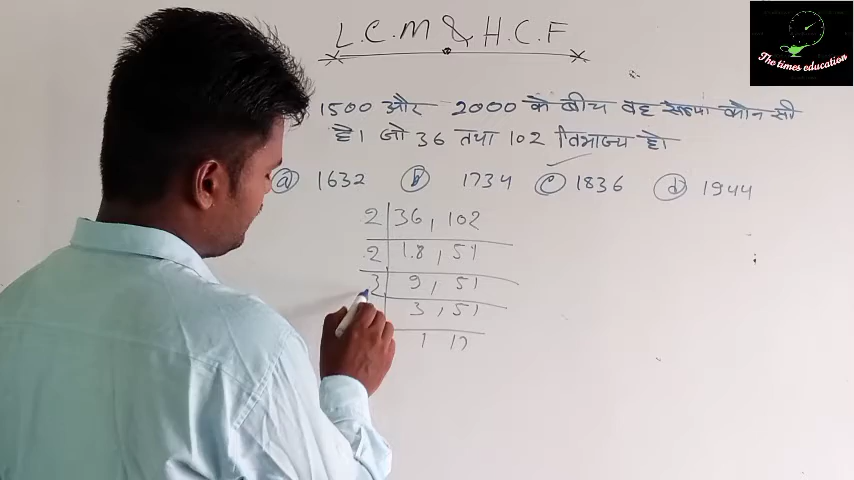 L.C.M & H.C.F
The times education
1500 और 2000 के बीच वह संख्या कौन सी
है। जो 36 तथा 102 विभाज्य हो।
(a) 1632 (b) 1734 (c) 1836 (d) 1944
2 | 36, 102
2 | 18, 51
3 | 9, 51
3, 51
1 17